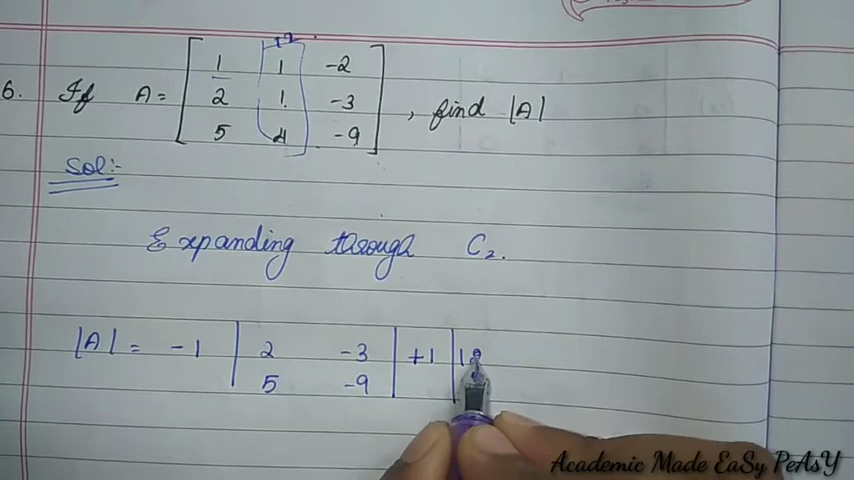 6. If A = [ 1 1 -2
2 1 -3
5 4 -9 ] , find |A|
Sol:-
Expanding through C₂.
|A| = -1 | 2 -3 | +1 | 1
5 -9 |
Academic Made EaSy PeAsY